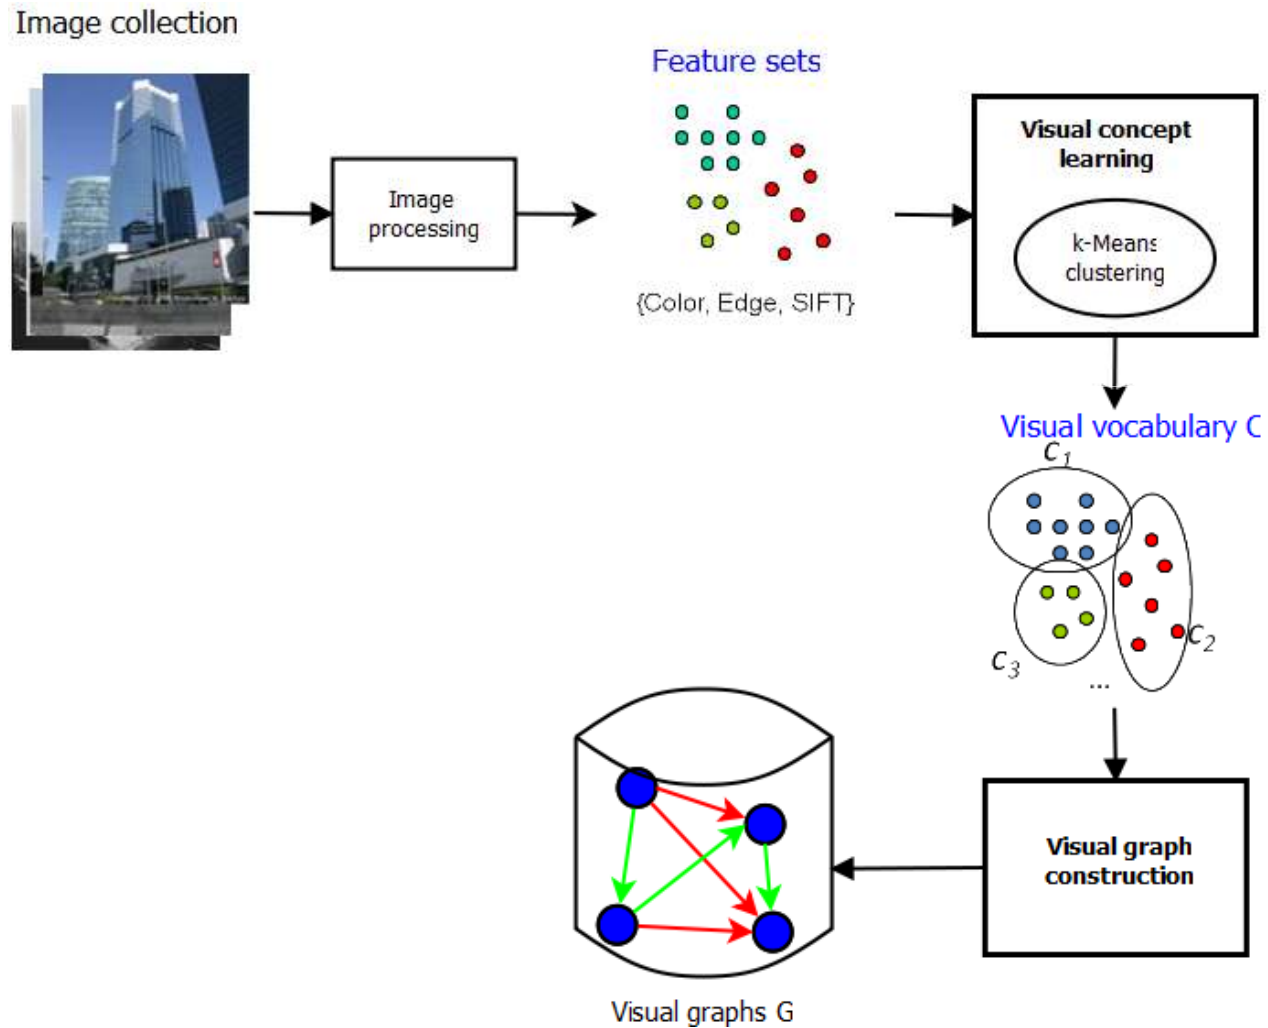 Image collection
Feature sets
Visual concept
learning
Image
processing
k-Means
clustering
{Color, Edge, SIFT}
Visual vocabulary C
c1
c2
c3
...
Visual graph
construction
Visual graphs G